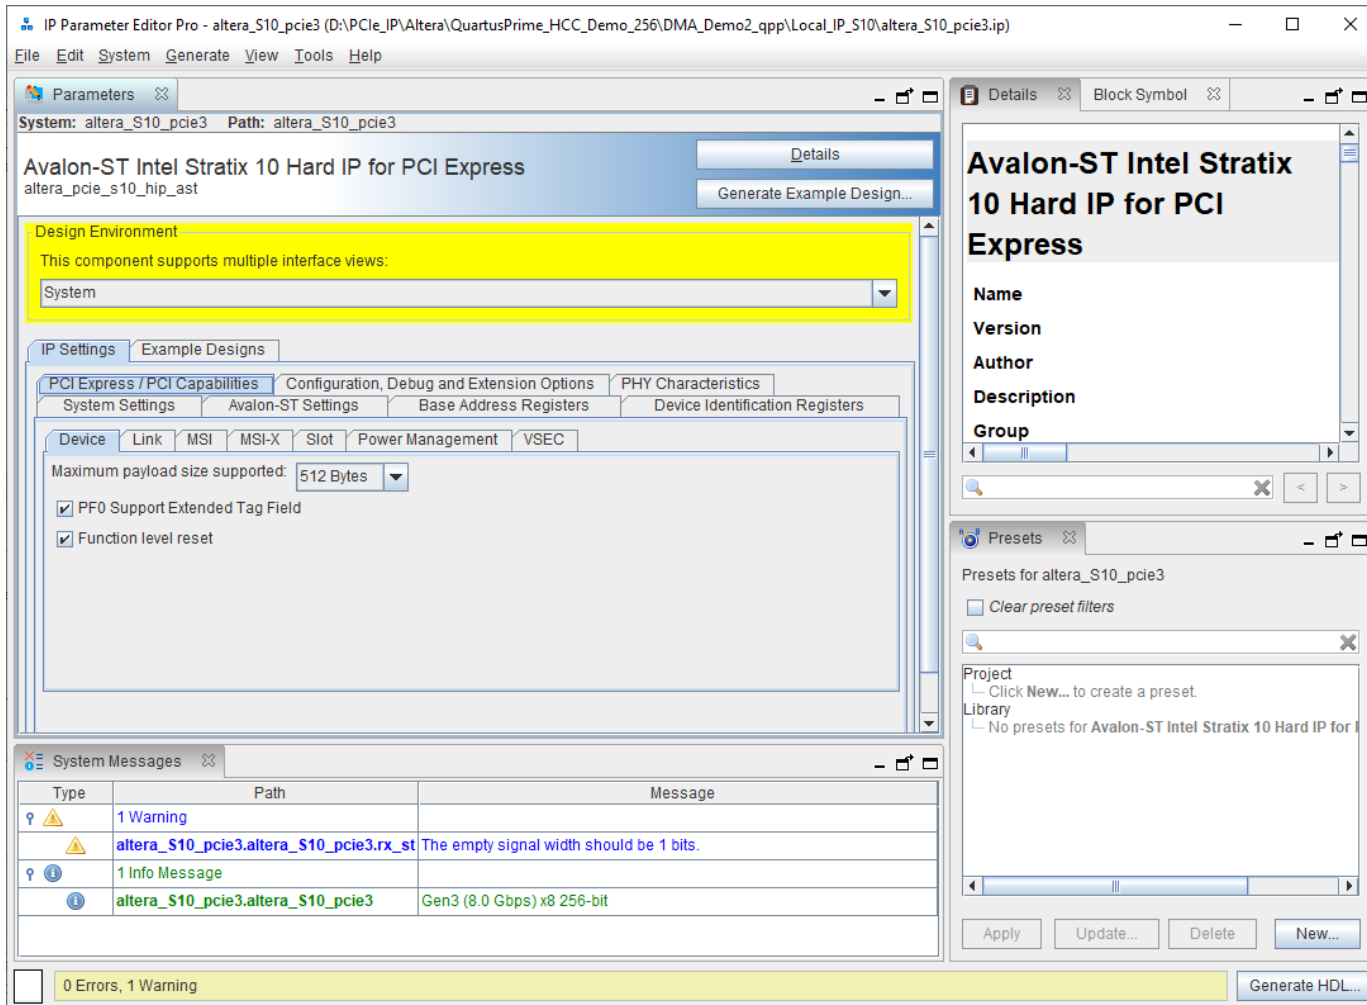 IP Parameter Editor Pro - altera_S10_pcie3 (D:\PCIe_IP\Altera\QuartusPrime_HCC_Demo_256\DMA_Demo2_qpp\Local_IP_S10\altera_S10_pcie3.ip)
File Edit System Generate View Tools Help
Parameters
System: altera_S10_pcie3 Path: altera_S10_pcie3
Avalon-ST Intel Stratix 10 Hard IP for PCI Express
altera_pcie_s10_hip_ast
Details
Generate Example Design...
Design Environment
This component supports multiple interface views:
System
IP Settings Example Designs
PCI Express / PCI Capabilities Configuration, Debug and Extension Options PHY Characteristics
System Settings Avalon-ST Settings Base Address Registers Device Identification Registers
Device Link MSI MSI-X Slot Power Management VSEC
Maximum payload size supported: 512 Bytes
PF0 Support Extended Tag Field
Function level reset
System Messages
Type Path Message
1 Warning
altera_S10_pcie3.altera_S10_pcie3.rx_st The empty signal width should be 1 bits.
1 Info Message
altera_S10_pcie3.altera_S10_pcie3 Gen3 (8.0 Gbps) x8 256-bit
0 Errors, 1 Warning
Details Block Symbol
Avalon-ST Intel Stratix
10 Hard IP for PCI
Express
Name
Version
Author
Description
Group
< >
Presets
Presets for altera_S10_pcie3
Clear preset filters
Project
Click New... to create a preset.
Library
No presets for Avalon-ST Intel Stratix 10 Hard IP for
Apply Update... Delete New...
Generate HDL...